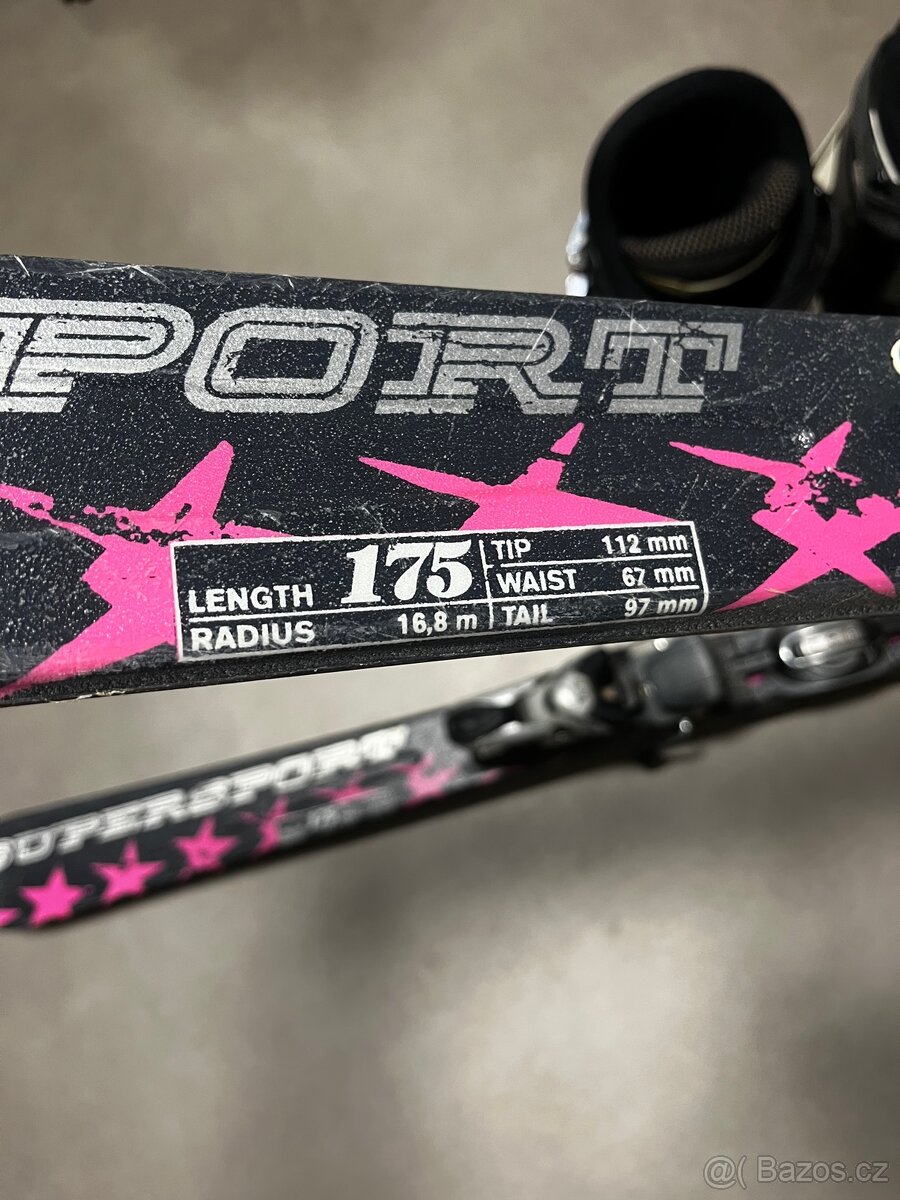 PORT
LENGTH 175
RADIUS 16,8 m
TIP 112 mm
WAIST 67 mm
TAIL 97 mm
SUPERSPORT
@( Bazos.cz